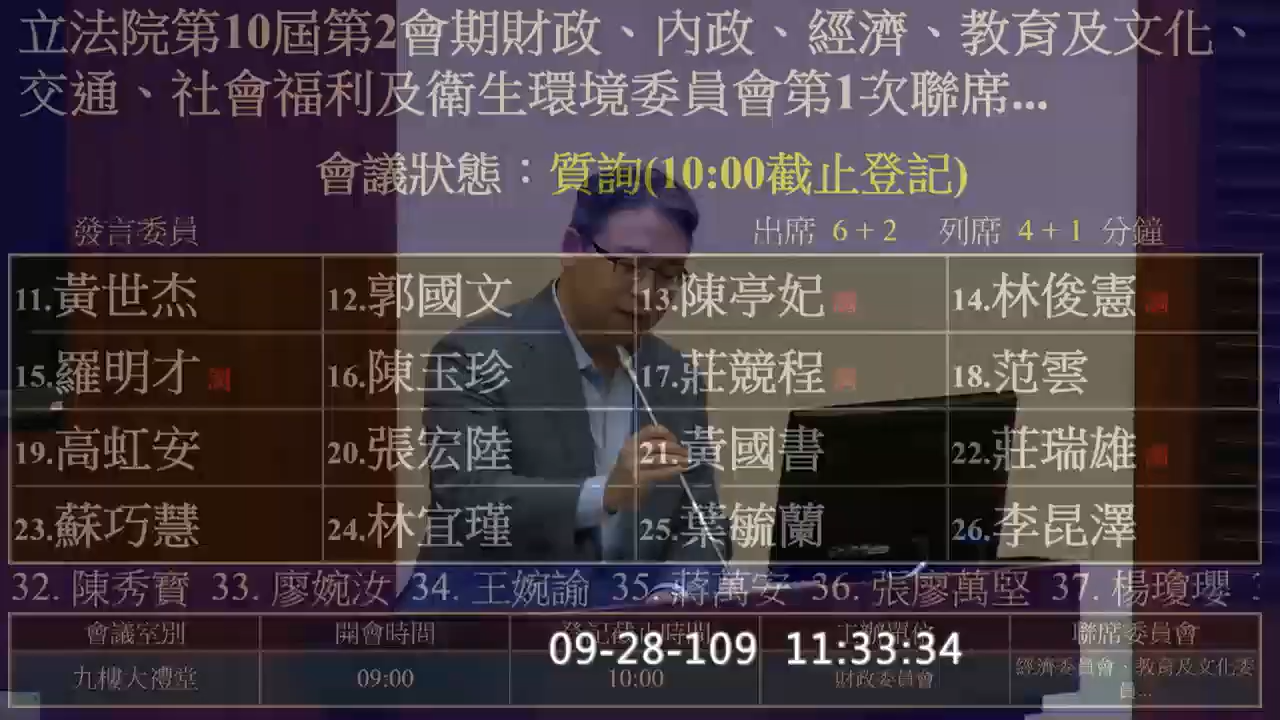 立法院第10屆第2會期財政、內政、經濟、教育及文化、
交通、社會福利及衛生環境委員會第1次聯席...
會議狀態：質詢(10:00截止登記)
發言委員 出席 6 + 2 列席 4 + 1 分鐘
11.黃世杰 12.郭國文 13.陳亭妃 14.林俊憲
15.羅明才 16.陳玉珍 17.莊競程 18.范雲
19.高虹安 20.張宏陸 21.黃國書 22.莊瑞雄
23.蘇巧慧 24.林宜瑾 25.葉毓蘭 26.李昆澤
32. 陳秀寳 33. 廖婉汝 34. 王婉諭 35. 蔣萬安 36. 張廖萬堅 37. 楊瓊瓔
會議室別 開會時間 登記截止時間 主辦單位 聯席委員會
09-28-109 11:33:34
九樓大禮堂 09:00 10:00 財政委員會 經濟委員會、教育及文化委員...